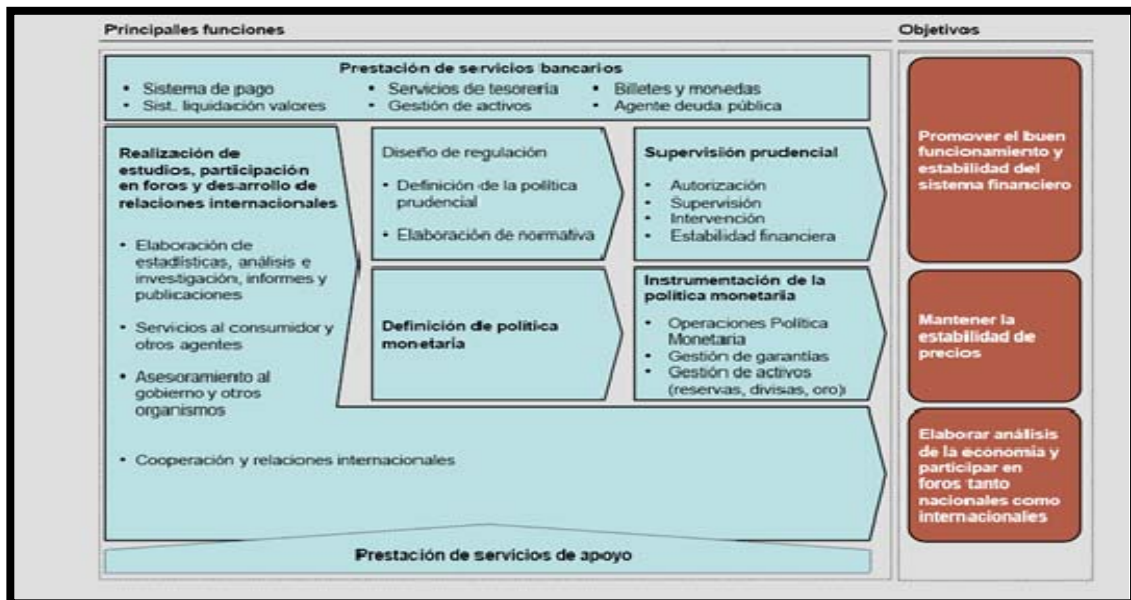 Principales funciones
Objetivos
Prestación de servicios bancarios
• Sistema de pago
• Servicios de tesorería
• Billetes y monedas
• Sist. liquidación valores
• Gestión de activos
• Agente deuda pública
Realización de
estudios, participación
en foros y desarrollo de
relaciones internacionales
• Elaboración de
estadísticas, análisis e
investigación, informes y
publicaciones
• Servicios al consumidor y
otros agentes
• Asesoramiento al
gobierno y otros
organismos
• Cooperación y relaciones internacionales
Diseño de regulación
• Definición de la política
prudencial
• Elaboración de normativa
Supervisión prudencial
• Autorización
• Supervisión
• Intervención
• Estabilidad financiera
Definición de política
monetaria
Instrumentación de la
política monetaria
• Operaciones Política
Monetaria
• Gestión de garantías
• Gestión de activos
(reservas, divisas, oro)
Prestación de servicios de apoyo
Promover el buen
funcionamiento y
estabilidad del
sistema financiero
Mantener la
estabilidad de
precios
Elaborar análisis
de la economia y
participar en
foros tanto
nacionales como
internacionales